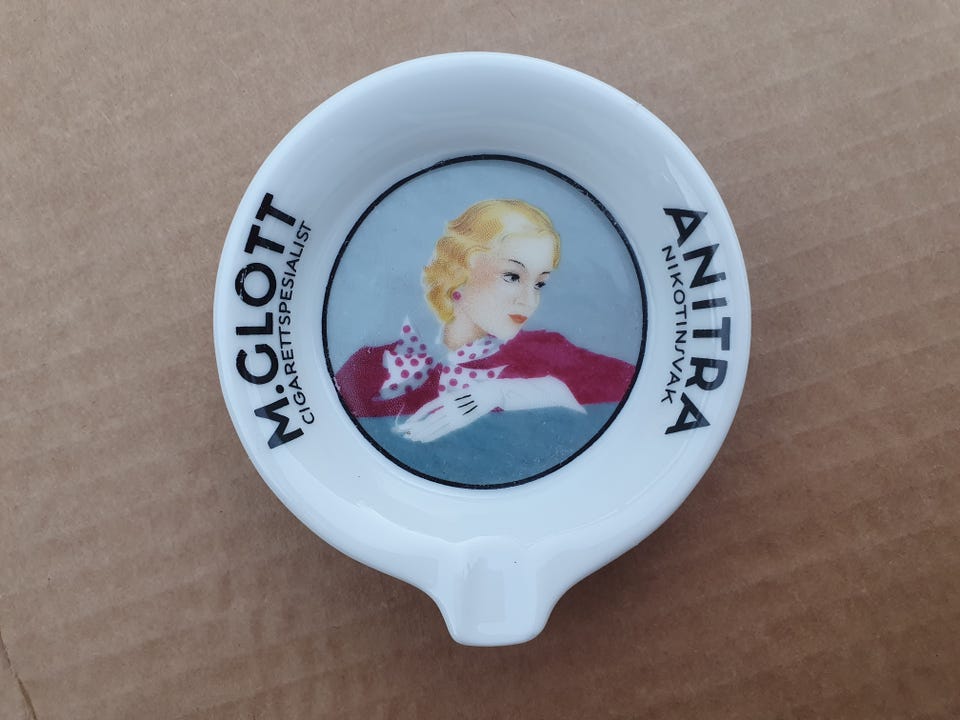 M.GLOTT
CIGARETTSPESIALIST
ANITRA
NIKOTINSVAK